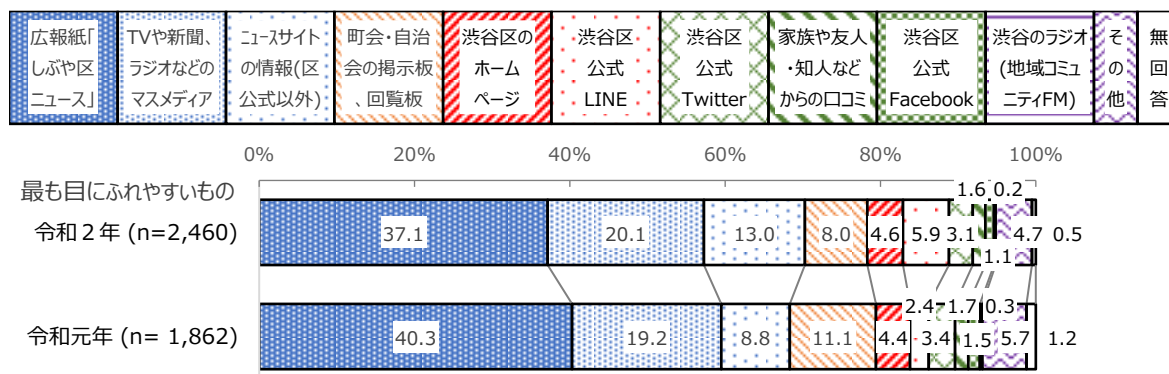 広報紙「
しぶや区
ニュース」
TVや新聞、
ラジオなどの
マスメディア
ニュースサイト
の情報(区
公式以外)
町会・自治
会の掲示板
、回覧板
渋谷区の
ホーム
ページ
渋谷区
公式
LINE
渋谷区
公式
Twitter
家族や友人
・知人など
からの口コミ
渋谷区
公式
Facebook
渋谷のラジオ
(地域コミュ
ニティFM)
そ
の
他
無
回
答
0% 20% 40% 60% 80% 100%
最も目にふれやすいもの
1.6 0.2
令和2年 (n=2,460) 37.1 20.1 13.0 8.0 4.6 5.9 3.1 4.7 0.5
1.1
2.4 1.7 0.3
令和元年 (n= 1,862) 40.3 19.2 8.8 11.1 4.4 3.4 1.5 5.7 1.2